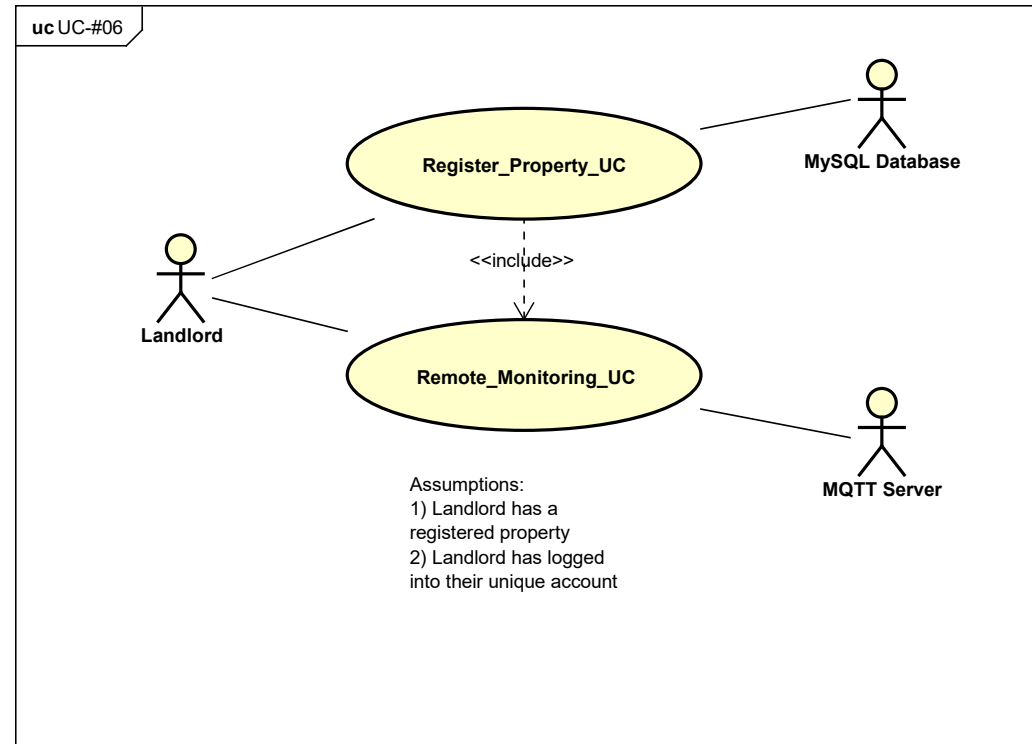 uc UC-#06
MySQL Database
Register_Property_UC
<<include>>
Landlord
Remote_Monitoring_UC
MQTT Server
Assumptions:
1) Landlord has a
registered property
2) Landlord has logged
into their unique account